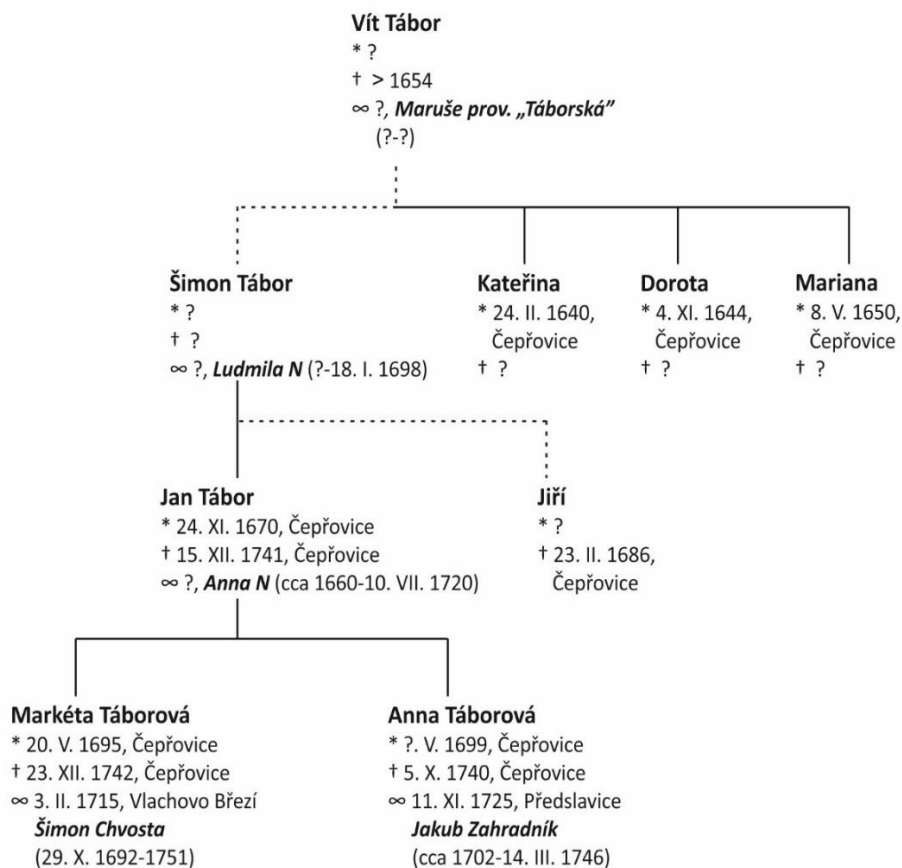 Vít Tábor
* ?
† > 1654
∞ ?, Maruše prov. „Táborská”
(?-?)
Šimon Tábor
* ?
† ?
∞ ?, Ludmila N (?-18. I. 1698)
Kateřina
* 24. II. 1640,
Čepřovice
† ?
Dorota
* 4. XI. 1644,
Čepřovice
† ?
Mariana
* 8. V. 1650,
Čepřovice
† ?
Jan Tábor
* 24. XI. 1670, Čepřovice
† 15. XII. 1741, Čepřovice
∞ ?, Anna N (cca 1660-10. VII. 1720)
Jiří
* ?
† 23. II. 1686,
Čepřovice
Markéta Táborová
* 20. V. 1695, Čepřovice
† 23. XII. 1742, Čepřovice
∞ 3. II. 1715, Vlachovo Březí
Šimon Chvosta
(29. X. 1692-1751)
Anna Táborová
* ?. V. 1699, Čepřovice
† 5. X. 1740, Čepřovice
∞ 11. XI. 1725, Předslavice
Jakub Zahradník
(cca 1702-14. III. 1746)